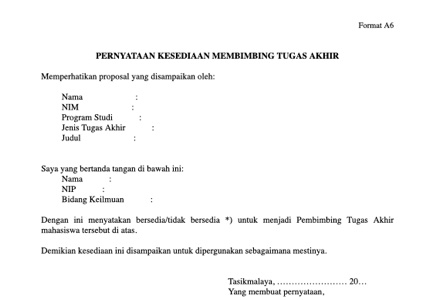 Format A6
PERNYATAAN KESEDIAAN MEMBIMBING TUGAS AKHIR
Memperhatikan proposal yang disampaikan oleh:
Nama :
NIM :
Program Studi :
Jenis Tugas Akhir :
Judul :
Saya yang bertanda tangan di bawah ini:
Nama :
NIP :
Bidang Keilmuan :
Dengan ini menyatakan bersedia/tidak bersedia *) untuk menjadi Pembimbing Tugas Akhir
mahasiswa tersebut di atas.
Demikian kesediaan ini disampaikan untuk dipergunakan sebagaimana mestinya.
Tasikmalaya, …………………… 20…
Yang membuat pernyataan,